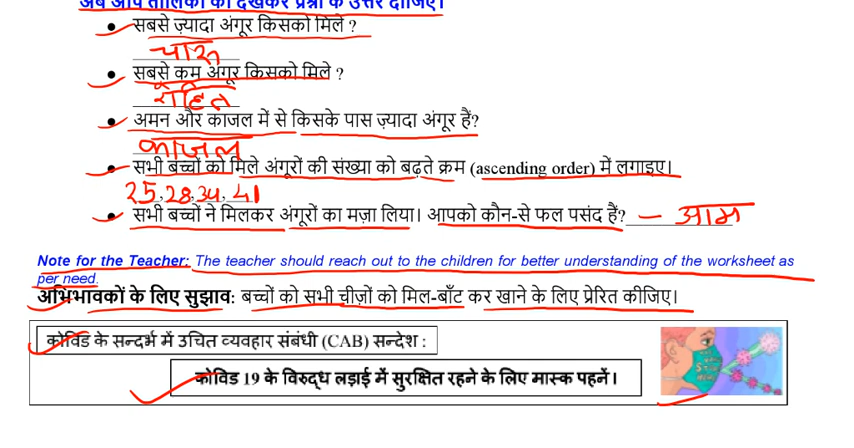 अब आप तालिका को देखकर प्रश्नों के उत्तर दीजिए।
• सबसे ज़्यादा अंगूर किसको मिले ?
चारु
• सबसे कम अंगूर किसको मिले ?
रोहित
• अमन और काजल में से किसके पास ज़्यादा अंगूर हैं?
काजल
• सभी बच्चों को मिले अंगूरों की संख्या को बढ़ते क्रम (ascending order) में लगाइए।
25, 28, 34, 41
• सभी बच्चों ने मिलकर अंगूरों का मज़ा लिया। आपको कौन-से फल पसंद हैं? – आम
Note for the Teacher: The teacher should reach out to the children for better understanding of the worksheet as
per need.
अभिभावकों के लिए सुझाव: बच्चों को सभी चीज़ों को मिल-बाँट कर खाने के लिए प्रेरित कीजिए।
कोविड के सन्दर्भ में उचित व्यवहार संबंधी (CAB) सन्देश :
कोविड 19 के विरुद्ध लड़ाई में सुरक्षित रहने के लिए मास्क पहनें।